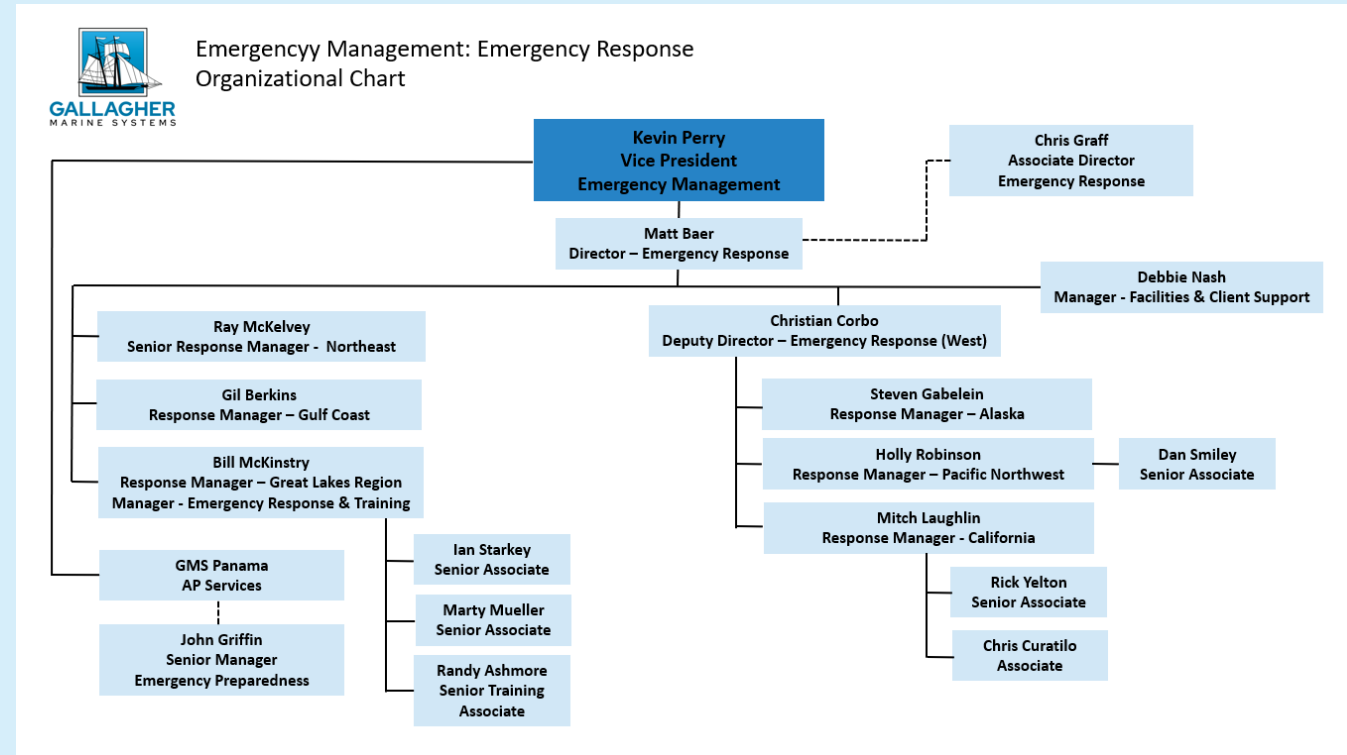 Emergencyy Management: Emergency Response
Organizational Chart
GALLAGHER
MARINE SYSTEMS
Kevin Perry
Vice President
Emergency Management
Chris Graff
Associate Director
Emergency Response
Matt Baer
Director – Emergency Response
Debbie Nash
Manager - Facilities & Client Support
Ray McKelvey
Senior Response Manager - Northeast
Christian Corbo
Deputy Director – Emergency Response (West)
Gil Berkins
Response Manager – Gulf Coast
Steven Gabelein
Response Manager – Alaska
Bill McKinstry
Response Manager – Great Lakes Region
Manager - Emergency Response & Training
Holly Robinson
Response Manager – Pacific Northwest
Dan Smiley
Senior Associate
Mitch Laughlin
Response Manager - California
Ian Starkey
Senior Associate
GMS Panama
AP Services
Rick Yelton
Senior Associate
Marty Mueller
Senior Associate
John Griffin
Senior Manager
Emergency Preparedness
Chris Curatilo
Associate
Randy Ashmore
Senior Training
Associate